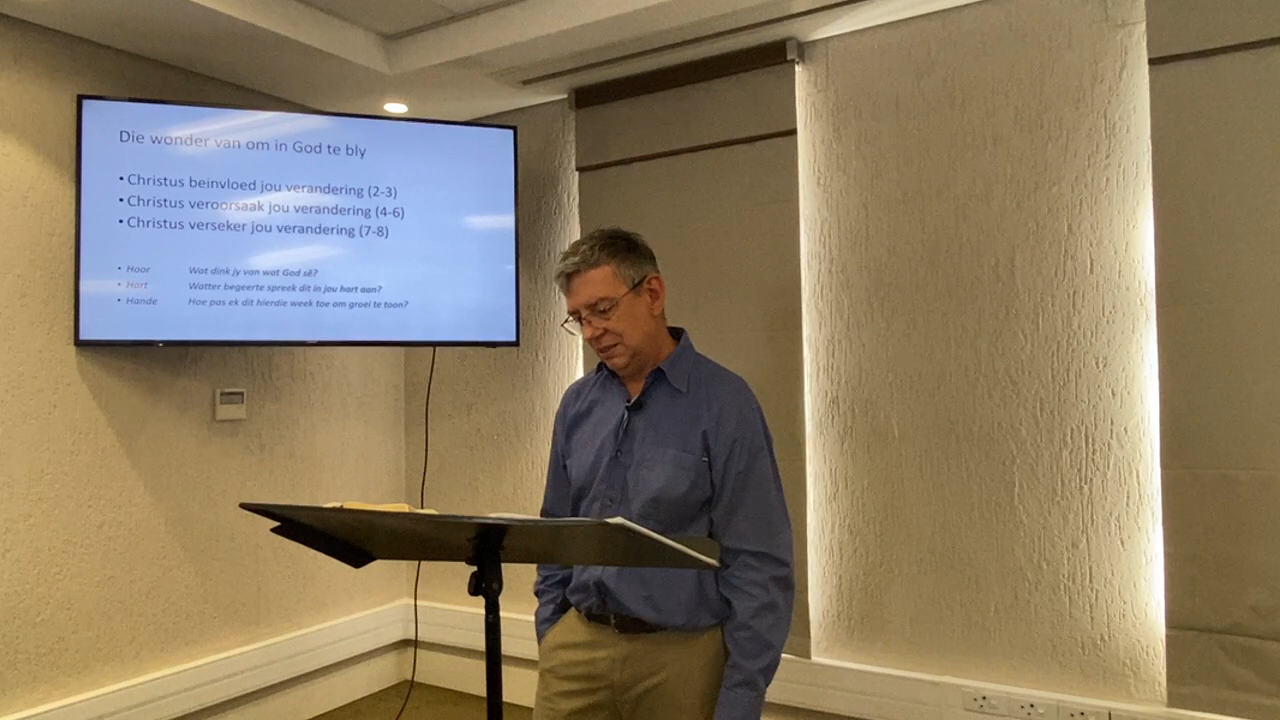 Die wonder van om in God te bly
• Christus beinvloed jou verandering (2-3)
• Christus veroorsaak jou verandering (4-6)
• Christus verseker jou verandering (7-8)
• Hoor Wat dink jy van wat God sê?
• Hart Watter begeerte spreek dit in jou hart aan?
• Hande Hoe pas ek dit hierdie week toe om groei te toon?